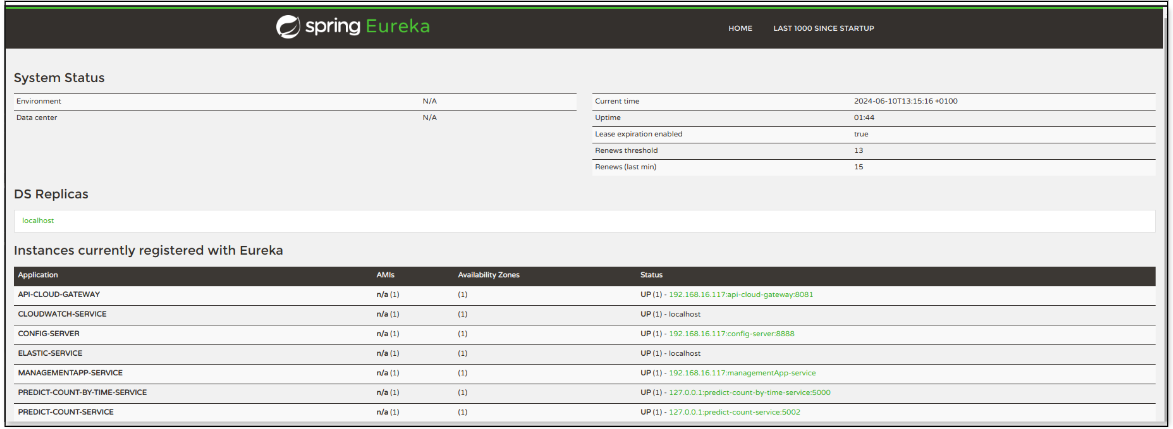 spring Eureka HOME LAST 1000 SINCE STARTUP
System Status
Environment N/A Current time 2024-06-10T13:15:16 +0100
Data center N/A Uptime 01:44
Lease expiration enabled true
Renews threshold 13
Renews (last min) 15
DS Replicas
localhost
Instances currently registered with Eureka
Application AMIs Availability Zones Status
API-CLOUD-GATEWAY n/a (1) (1) UP (1) - 192.168.16.117:api-cloud-gateway:8081
CLOUDWATCH-SERVICE n/a (1) (1) UP (1) - localhost
CONFIG-SERVER n/a (1) (1) UP (1) - 192.168.16.117:config-server:8888
ELASTIC-SERVICE n/a (1) (1) UP (1) - localhost
MANAGEMENTAPP-SERVICE n/a (1) (1) UP (1) - 192.168.16.117:managementApp-service
PREDICT-COUNT-BY-TIME-SERVICE n/a (1) (1) UP (1) - 127.0.0.1:predict-count-by-time-service:5000
PREDICT-COUNT-SERVICE n/a (1) (1) UP (1) - 127.0.0.1:predict-count-service:5002